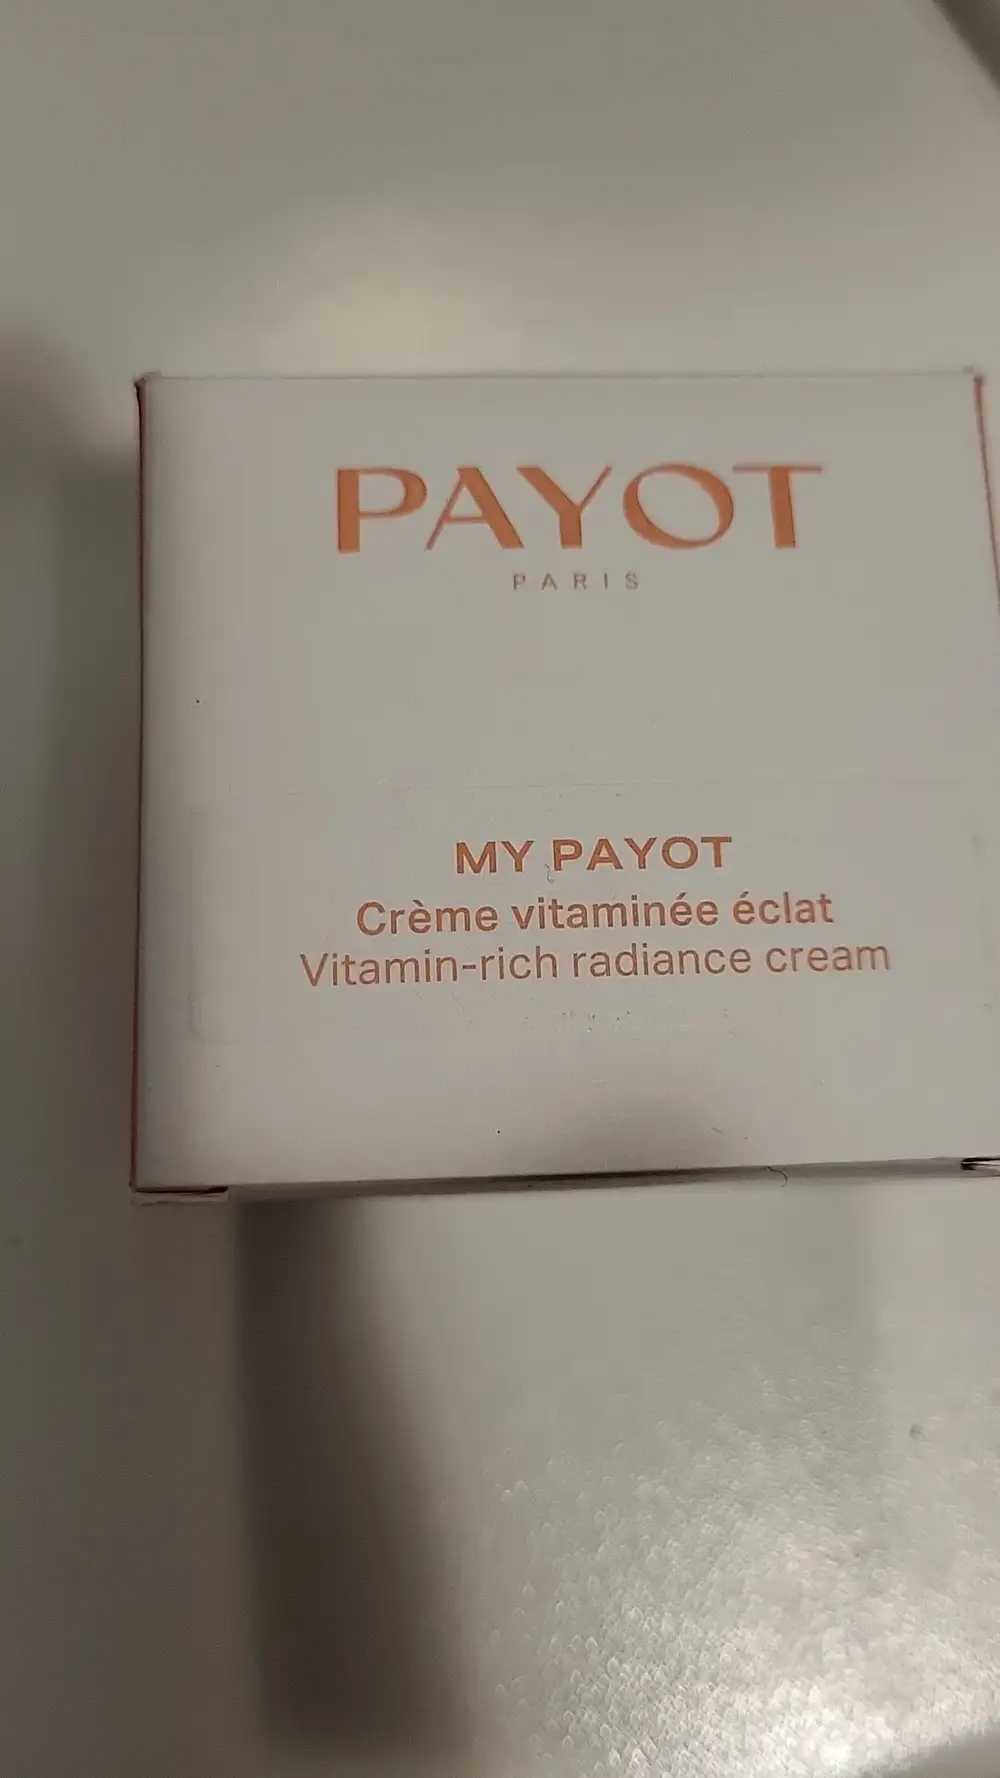 PAYOT
PARIS
MY PAYOT
Crème vitaminée éclat
Vitamin-rich radiance cream